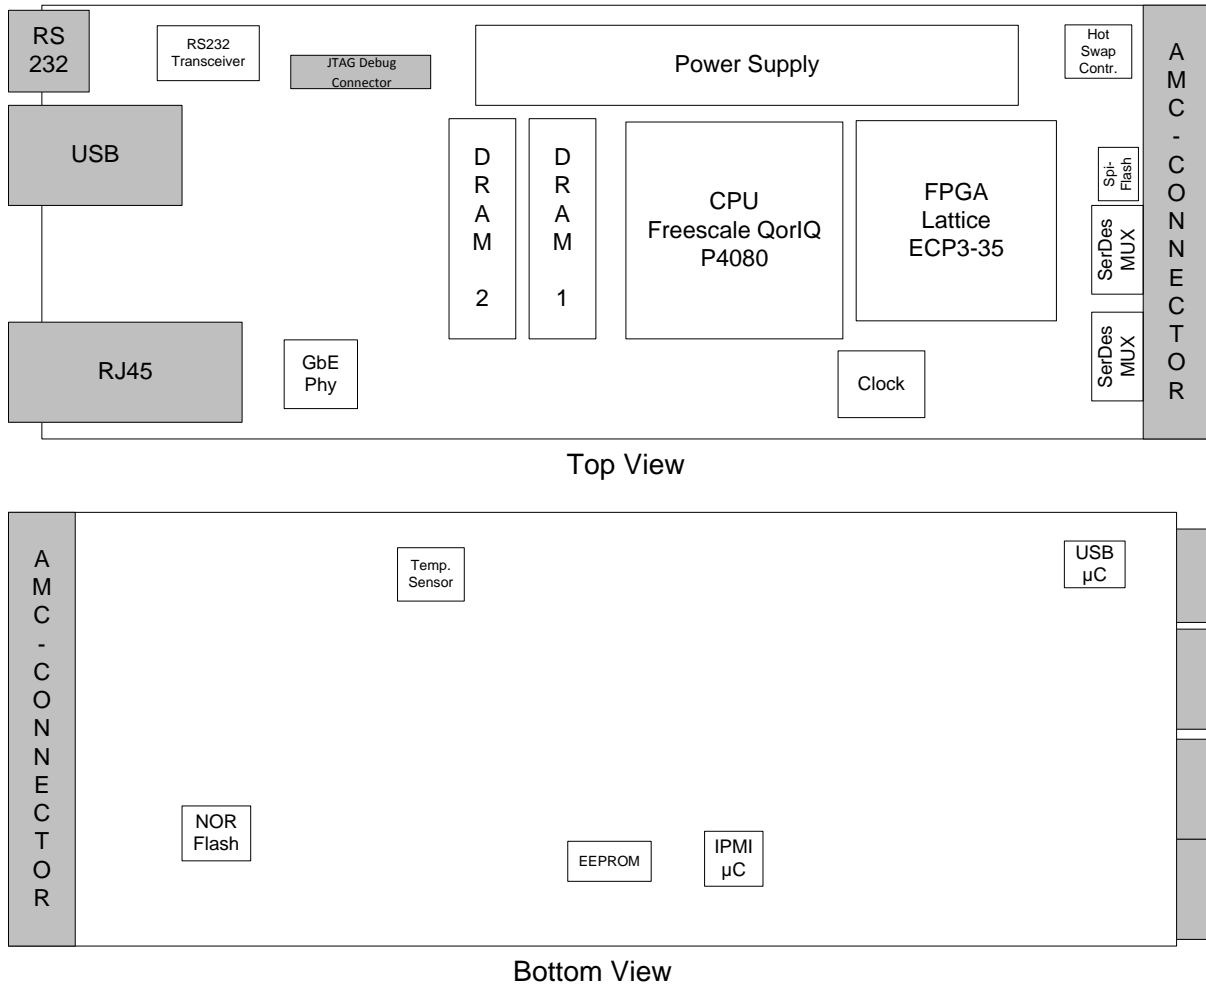 RS
232
RS232
Transceiver
JTAG Debug
Connector
Power Supply
Hot
Swap
Contr.
A
M
C
-
C
O
N
N
E
C
T
O
R
USB
D
R
A
M
2
D
R
A
M
1
CPU
Freescale QorIQ
P4080
FPGA
Lattice
ECP3-35
Spi-
Flash
SerDes
MUX
SerDes
MUX
RJ45
GbE
Phy
Clock
Top View
A
M
C
-
C
O
N
N
E
C
T
O
R
Temp.
Sensor
USB
µC
NOR
Flash
EEPROM
IPMI
µC
Bottom View